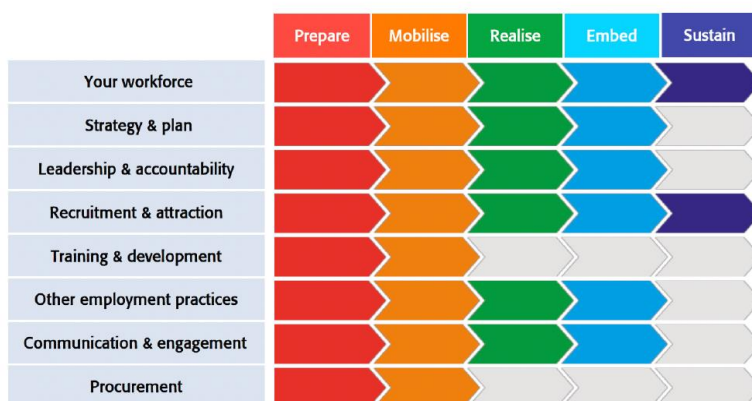 Prepare Mobilise Realise Embed Sustain
Your workforce
Strategy & plan
Leadership & accountability
Recruitment & attraction
Training & development
Other employment practices
Communication & engagement
Procurement